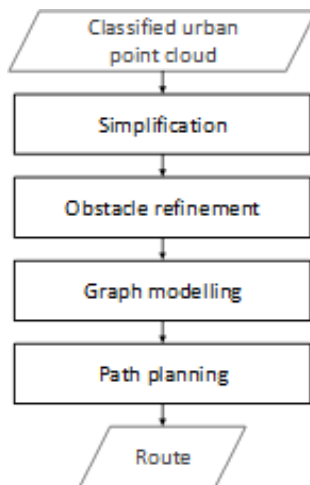 Classified urban
point cloud
Simplification
Obstacle refinement
Graph modelling
Path planning
Route